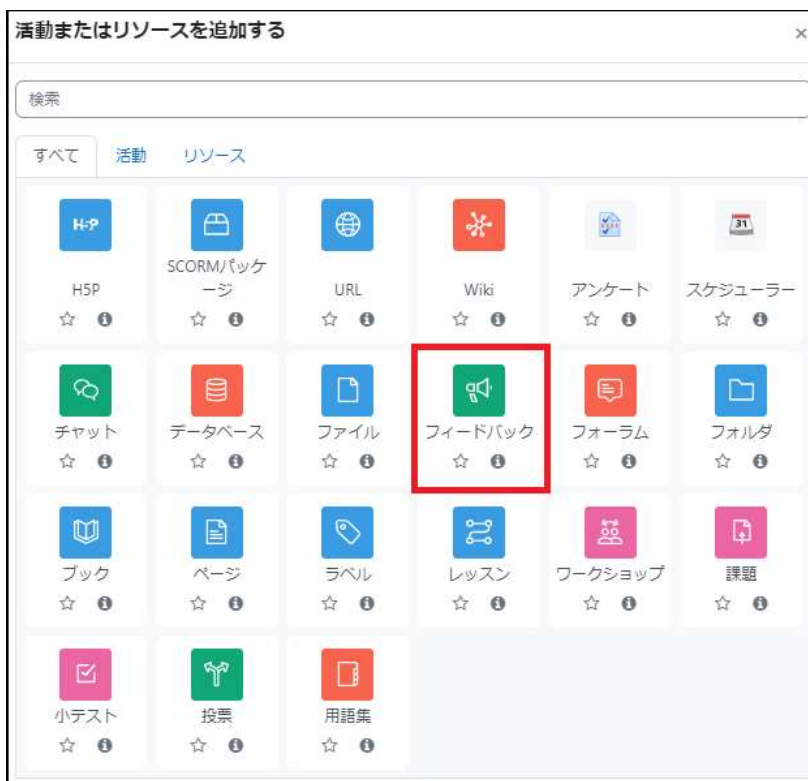 活動またはリソースを追加する
×
検索
すべて 活動 リソース
H5P
31
SCORMパッケ
ージ
H5P
URL
Wiki
アンケート
スケジューラー
チャット
データベース
ファイル
フィードバック
フォーラム
フォルダ
ブック
ページ
ラベル
レッスン
ワークショップ
課題
小テスト
投票
用語集